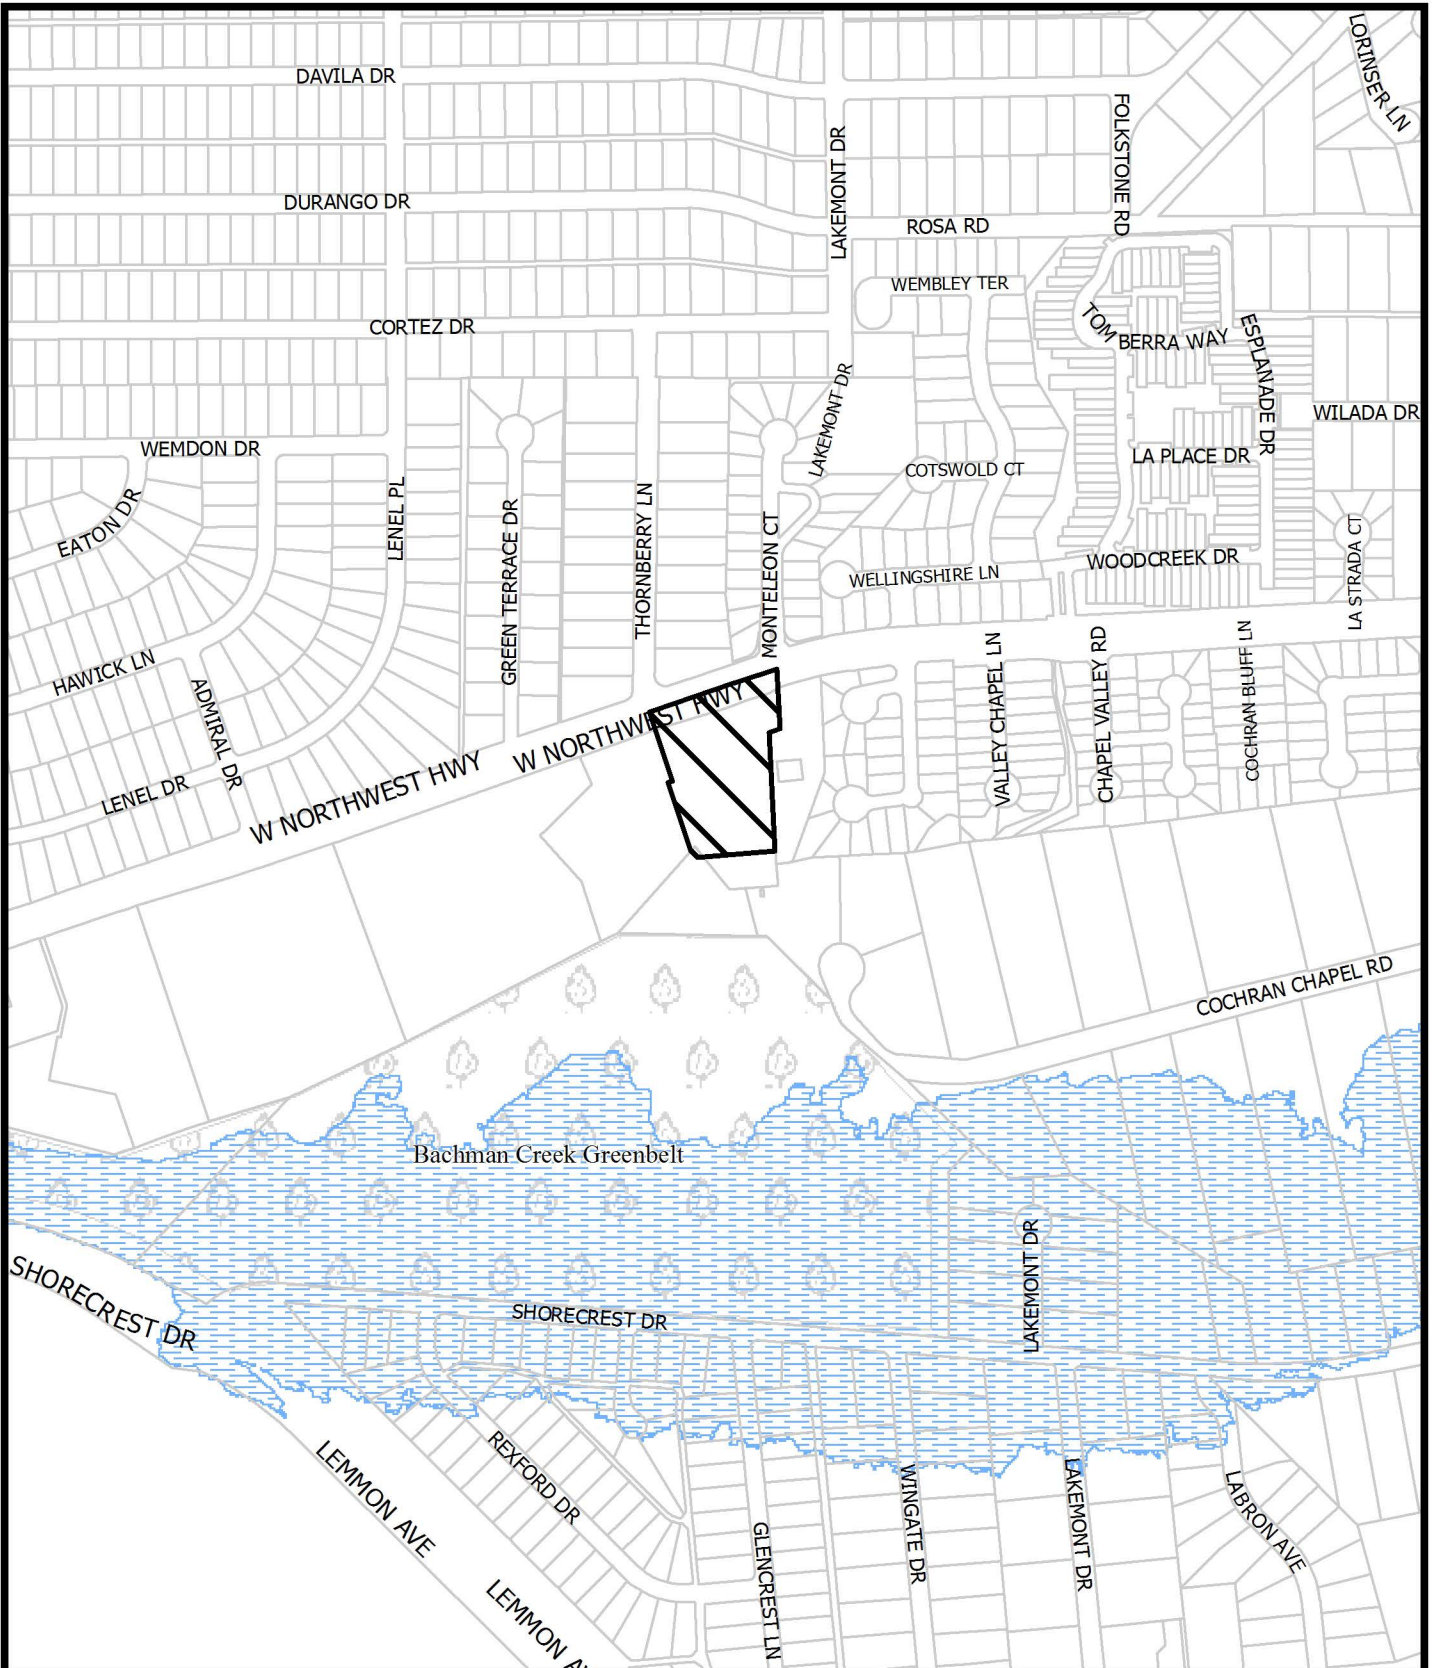 LORINSER LN
DAVILA DR
FOLKSTONE RD
LAKEMONT DR
DURANGO DR
ROSA RD
WEMBLEY TER
TOM
BERRA WAY
ESPLANADE DR
CORTEZ DR
LAKEMONT DR
WILADA DR
WEMDON DR
LA PLACE DR
COTSWOLD CT
EATON DR
LENEL PL
GREEN TERRACE DR
THORNBERRY LN
MONTELEON CT
WOODCREEK DR
LA STRADA CT
WELLINGSHIRE LN
HAWICK LN
ADMIRAL DR
VALLEY CHAPEL LN
CHAPEL VALLEY RD
COCHRAN BLUFF LN
W NORTHWEST HWY
W NORTHWEST HWY
LENEL DR
COCHRAN CHAPEL RD
Bachman Creek Greenbelt
LAKEMONT DR
SHORECREST DR
SHORECREST DR
LEMMON AVE
REXFORD DR
GLENCREST LN
WINGATE DR
LAKEMONT DR
LABRON AVE
LEMMON AV